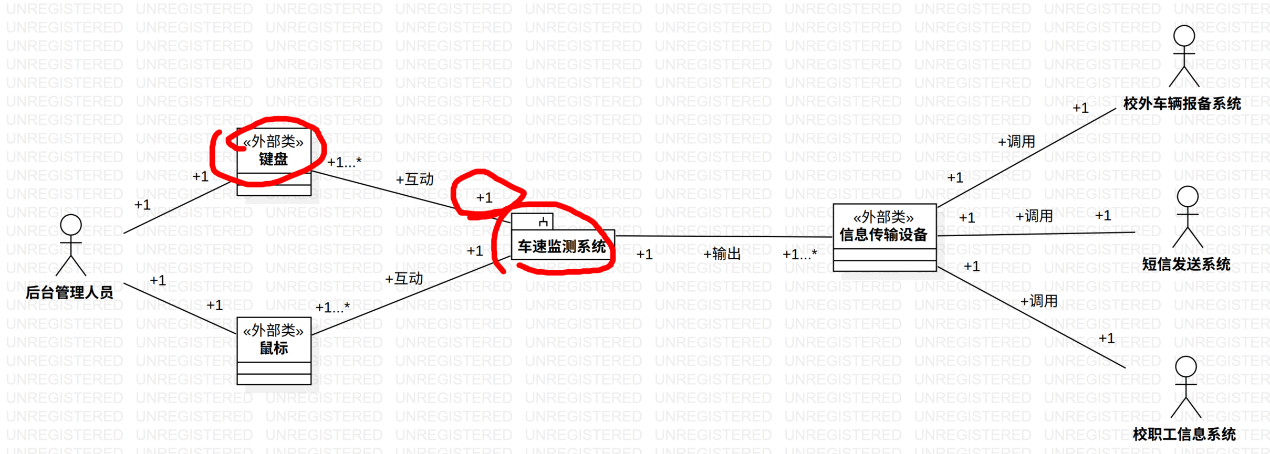 校外车辆报备系统
+1
+调用
+1
«外部类»
键盘
+1...*
+互动
+1
+1
+1
后台管理人员
车速监测系统
+1
+输出
+1...*
«外部类»
信息传输设备
+1
+调用
+1
短信发送系统
+1
+互动
+1...*
+1
+1
«外部类»
鼠标
+1
+调用
+1
校职工信息系统
UNREGISTERED